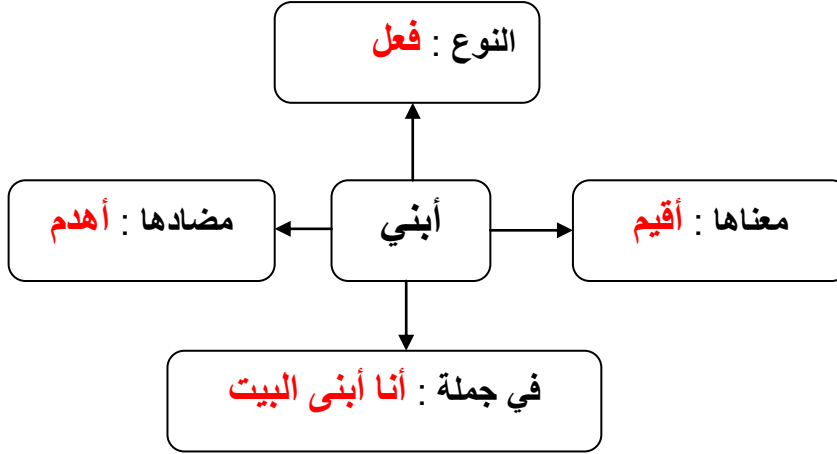 النوع : فعل
معناها : أقيم
أبني
مضادها : أهدم
في جملة : أنا أبنى البيت